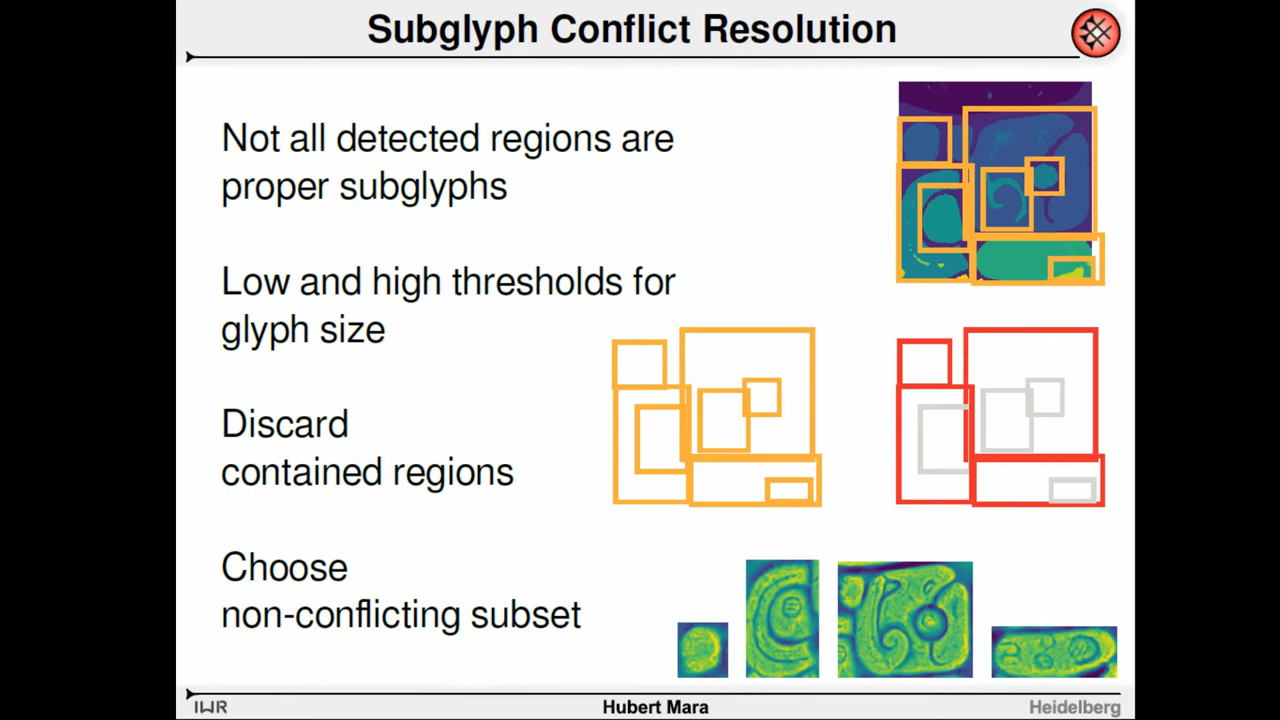 Subglyph Conflict Resolution
Not all detected regions are
proper subglyphs
Low and high thresholds for
glyph size
Discard
contained regions
Choose
non-conflicting subset
IWR
Hubert Mara
Heidelberg